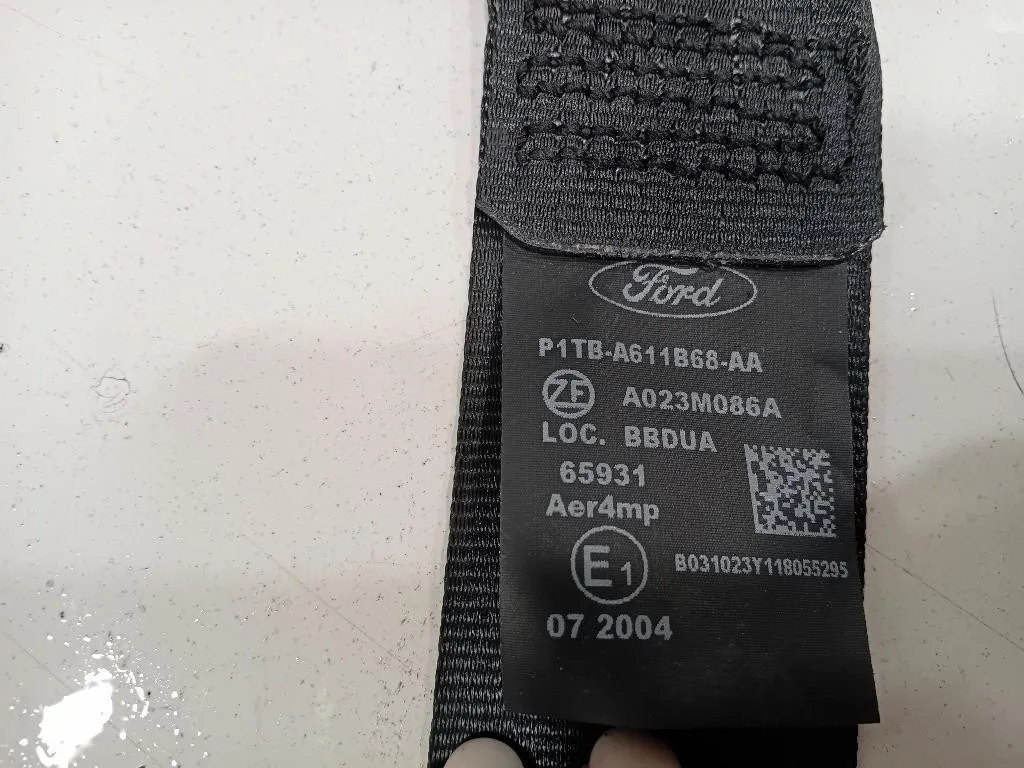 Ford
P1TB-A611B68-AA
ZF A023M086A
LOC. BBDUA
65931
Aer4mp
E1
B031023Y118055295
07 2004